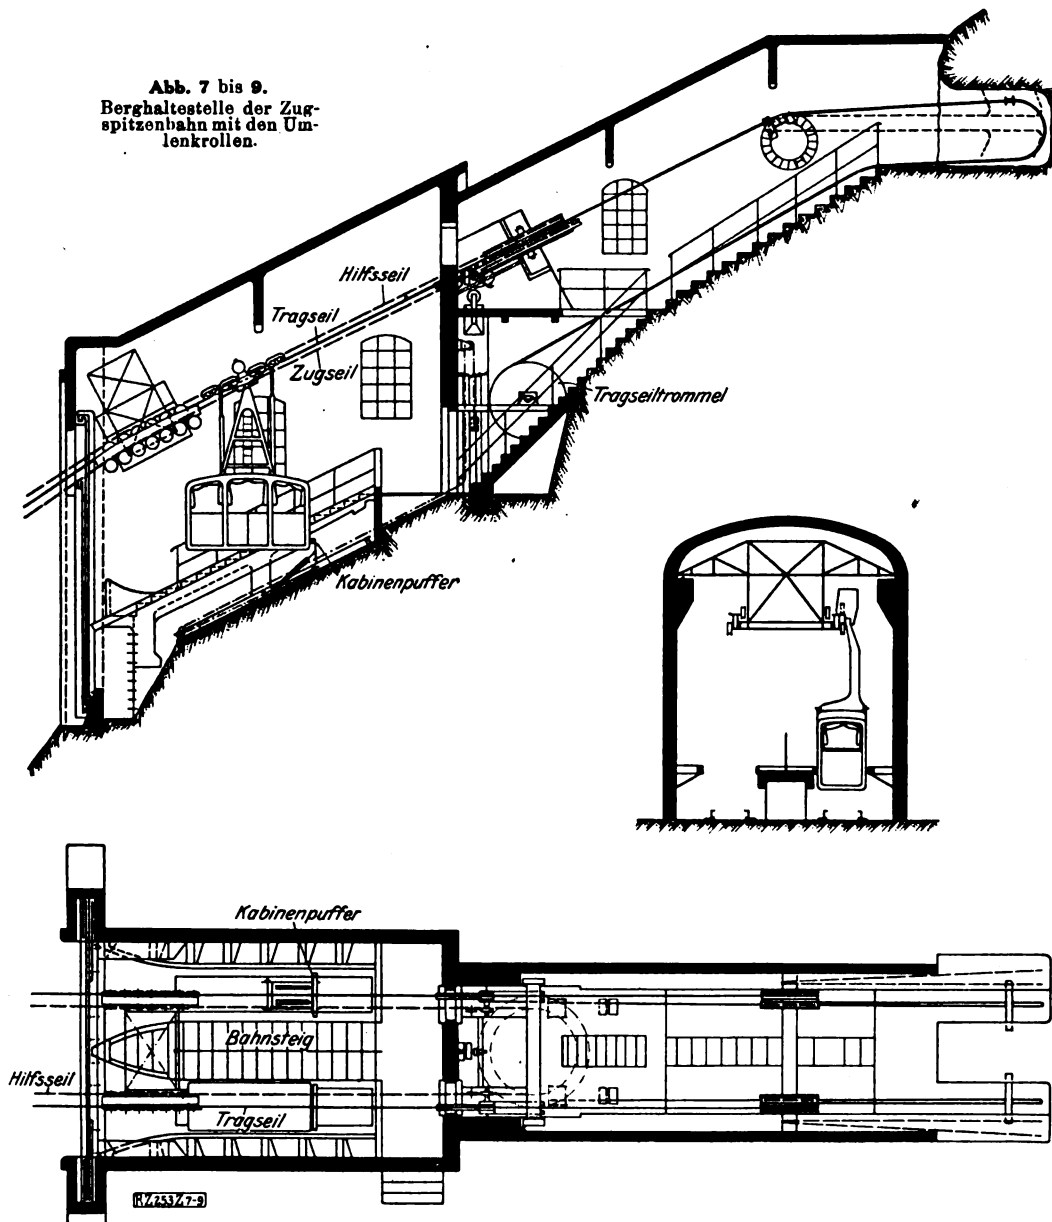 Abb. 7 bis 9.
Berghaltestelle der Zug-
spitzenbahn mit den Um-
lenkrollen.
Hilfsseil
Tragseil
Zugseil
Tragseiltrommel
Kabinenpuffer
Kabinenpuffer
Bahnsteig
Hilfsseil
Tragseil
RZ253Z7-9